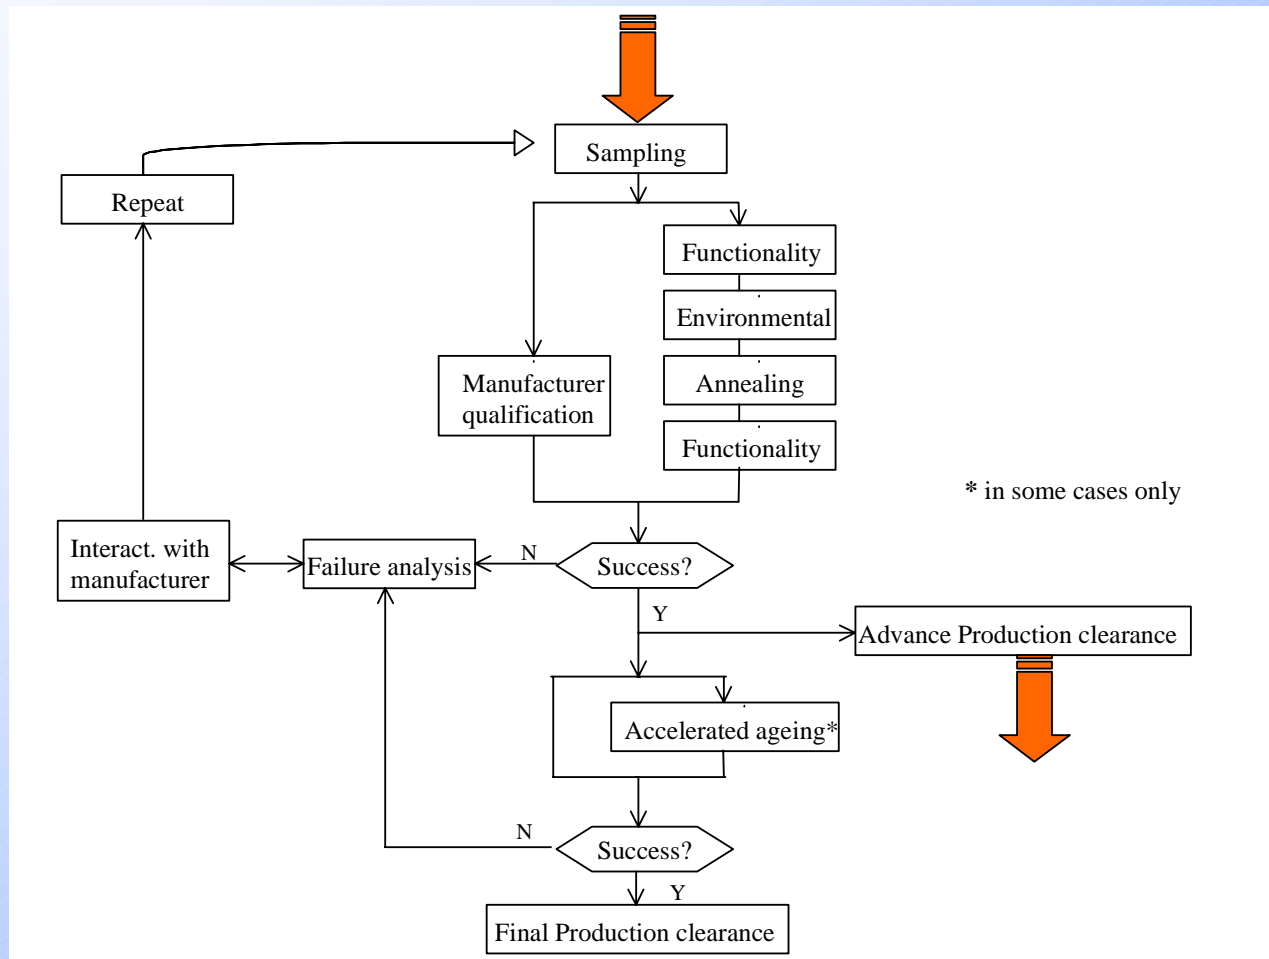 Sampling
Repeat
Functionality
Environmental
Manufacturer
qualification
Annealing
Functionality
* in some cases only
Interact. with
manufacturer
Failure analysis
N
Success?
Y
Advance Production clearance
Accelerated ageing*
N
Success?
Y
Final Production clearance